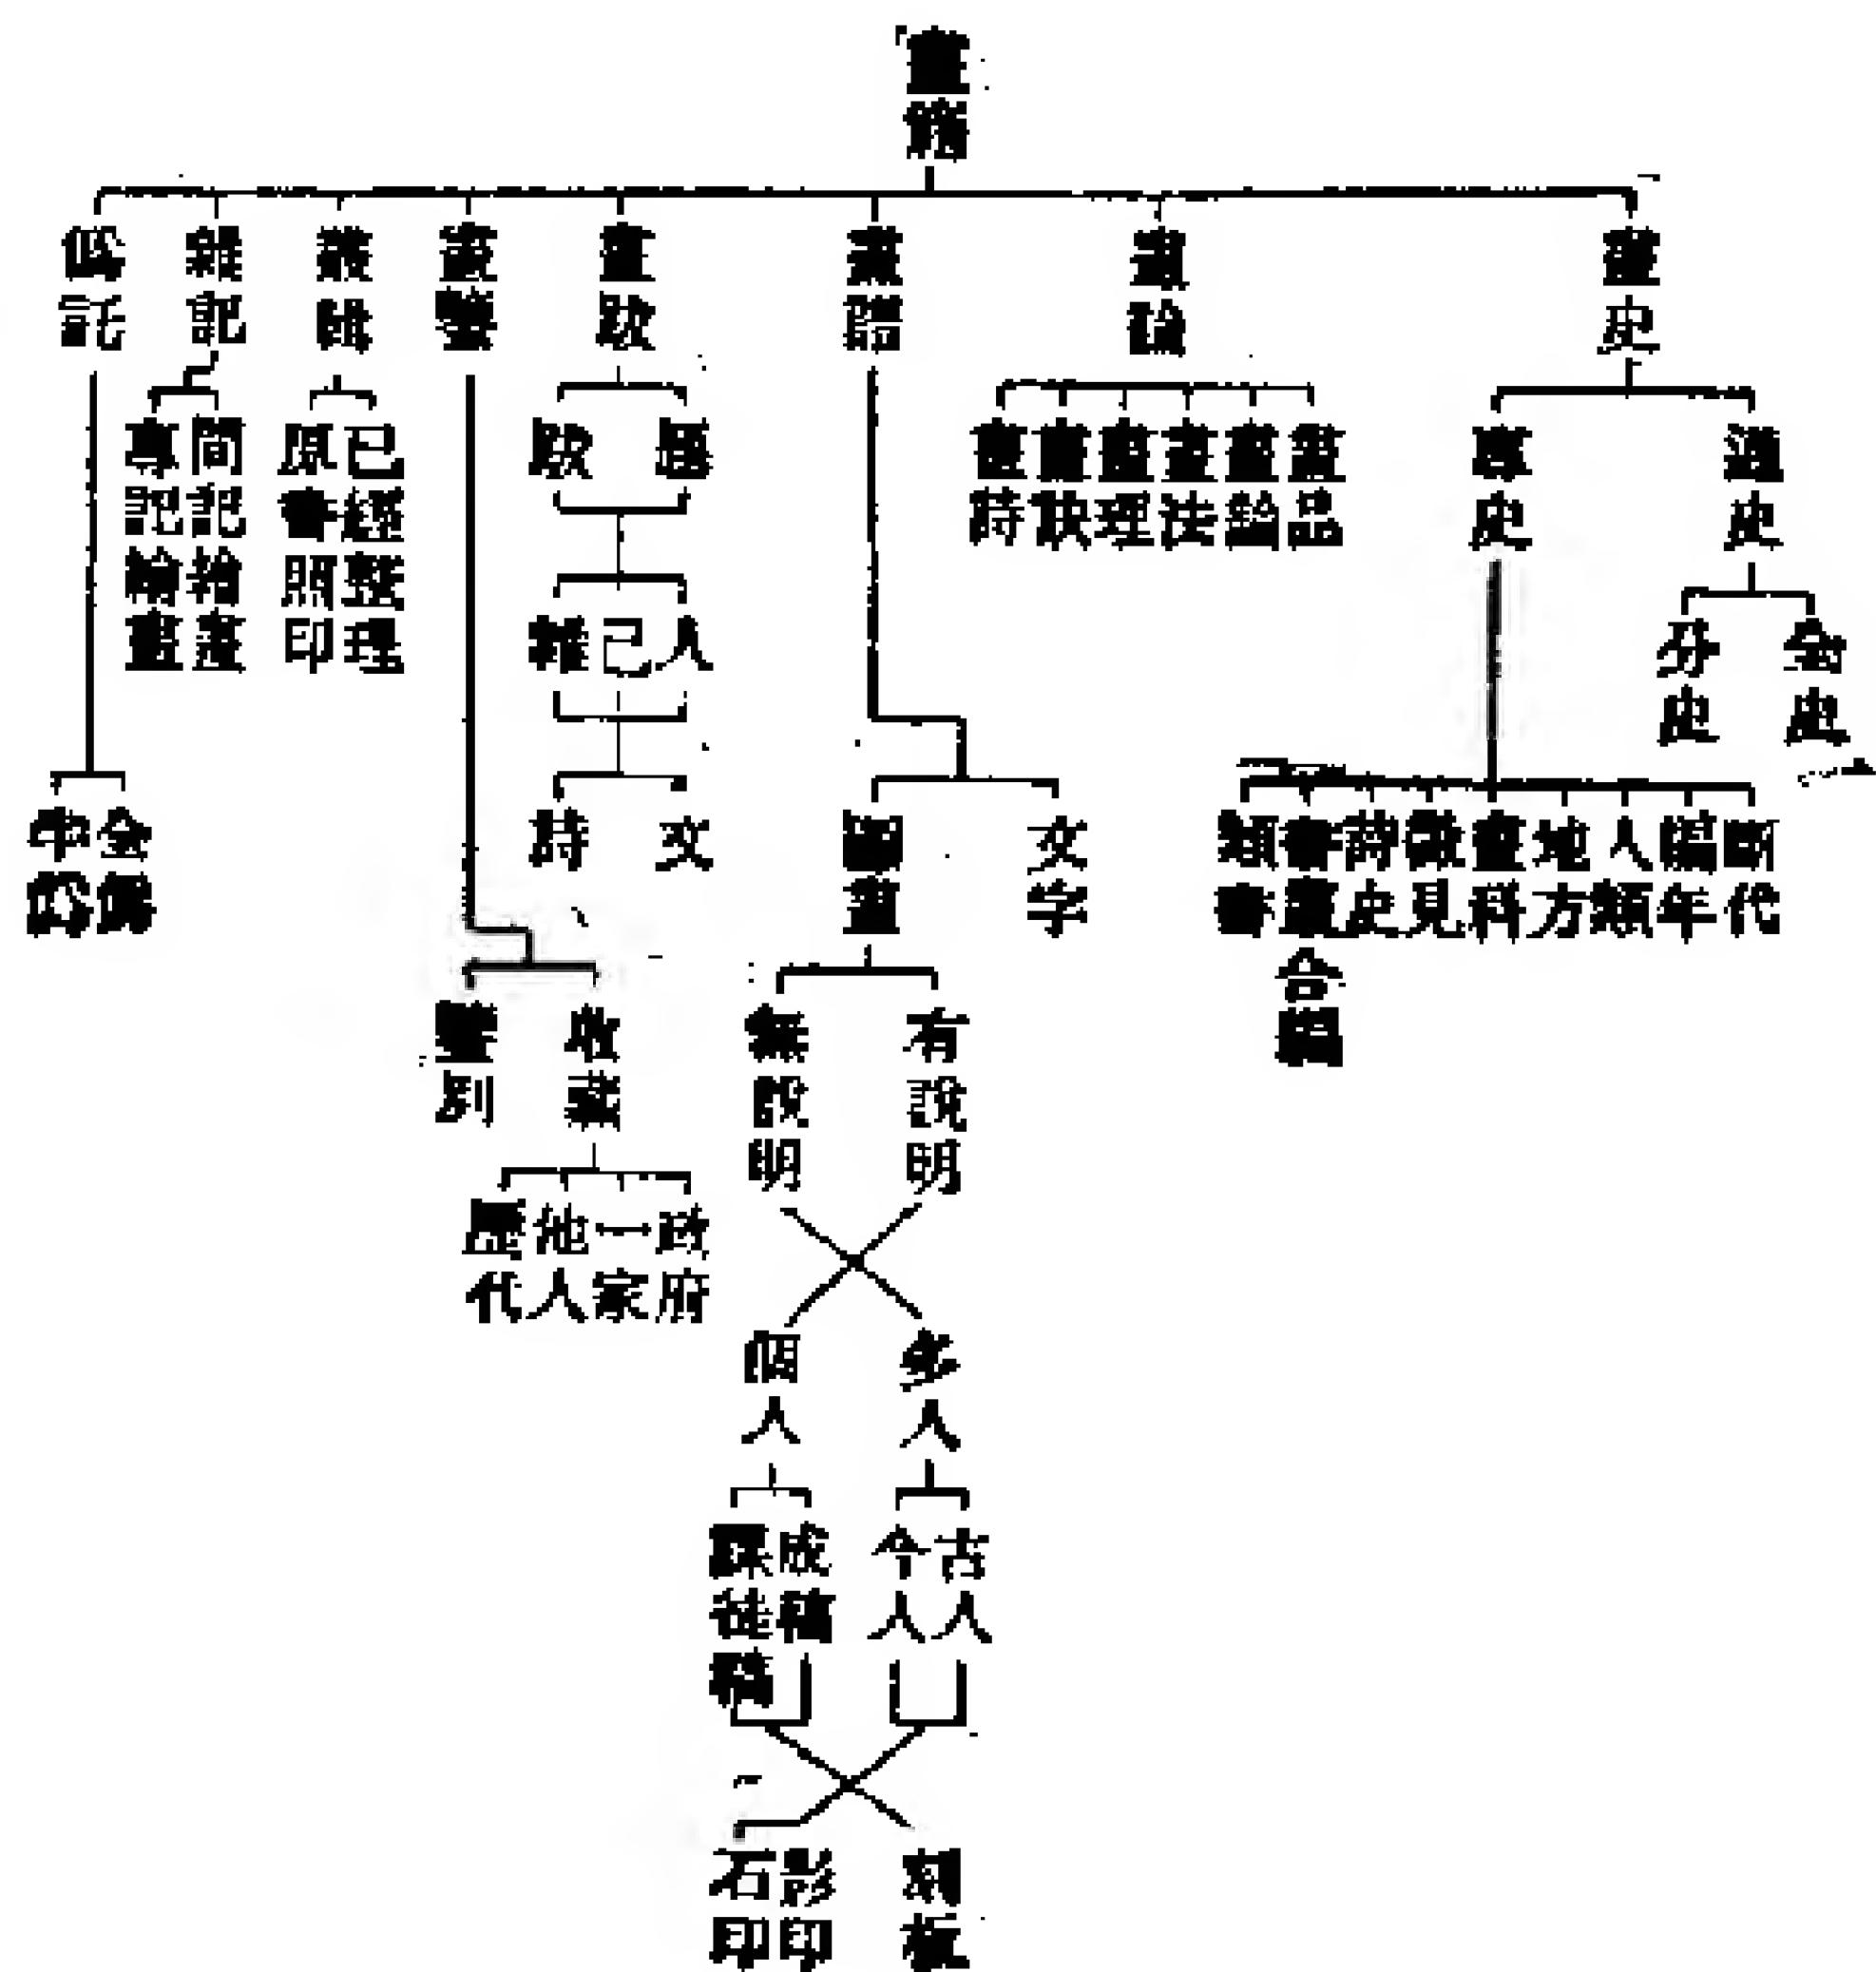 畫籍
畫史
畫論
畫譜
畫跋
藏鑒
叢輯
雜記
偽託
通史
專史
全史
分史
斷代
編年
人類
地方
畫科
微見
詩史
書畫合編
類書
畫品
畫論
畫法
畫理
畫訣
畫詩
文字
圖畫
有說明
無說明
多人
個人
古人
今人
成稿
課徒稿
刻板
影印
石印
題
跋
人
己
雜
文
詩
收藏
鑒別
政府
一家
他人
歷代
已經整理
原書照印
間記繪畫
專記繪畫
全偽
半偽